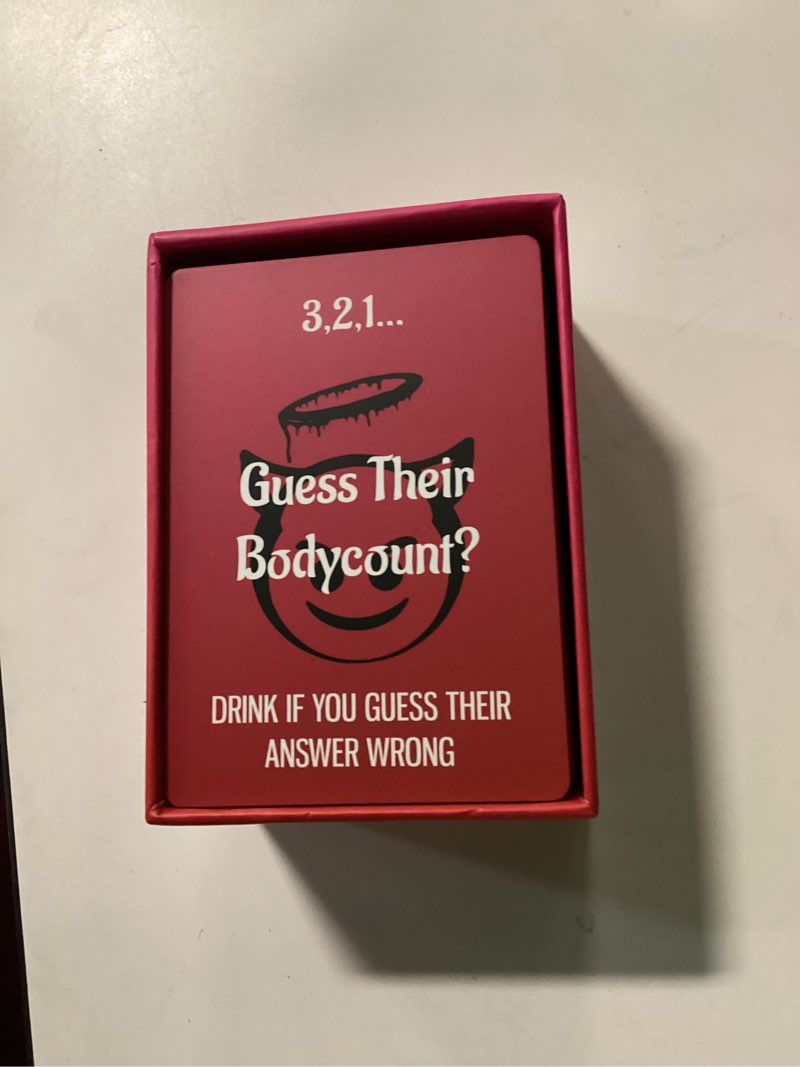 3,2,1...
Guess Their
Bodycount?
DRINK IF YOU GUESS THEIR
ANSWER WRONG